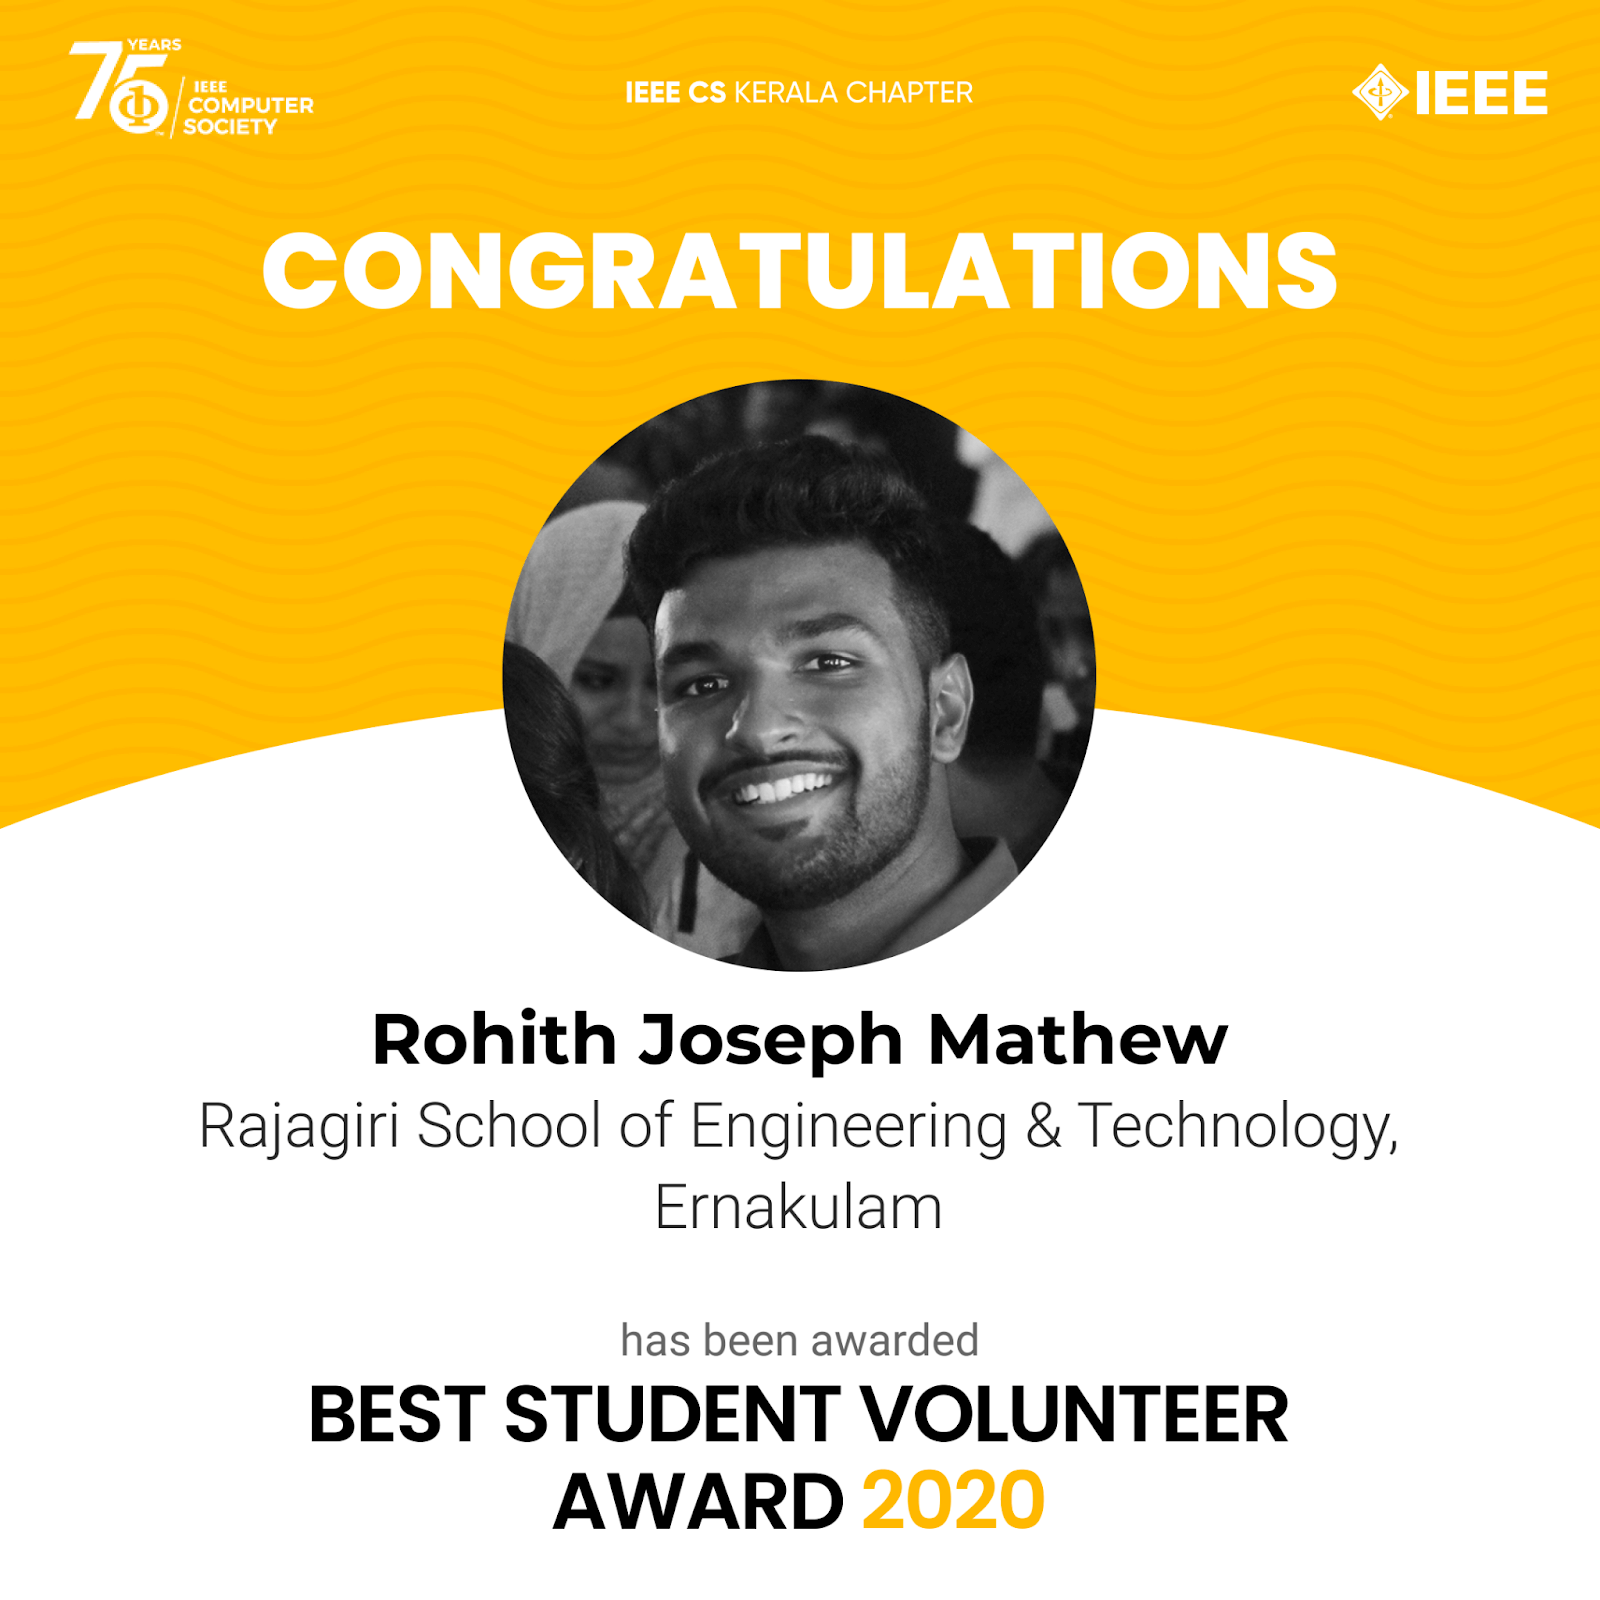 75 YEARS
IEEE
COMPUTER
SOCIETY
IEEE CS KERALA CHAPTER
IEEE
CONGRATULATIONS
Rohith Joseph Mathew
Rajagiri School of Engineering & Technology,
Ernakulam
has been awarded
BEST STUDENT VOLUNTEER
AWARD 2020